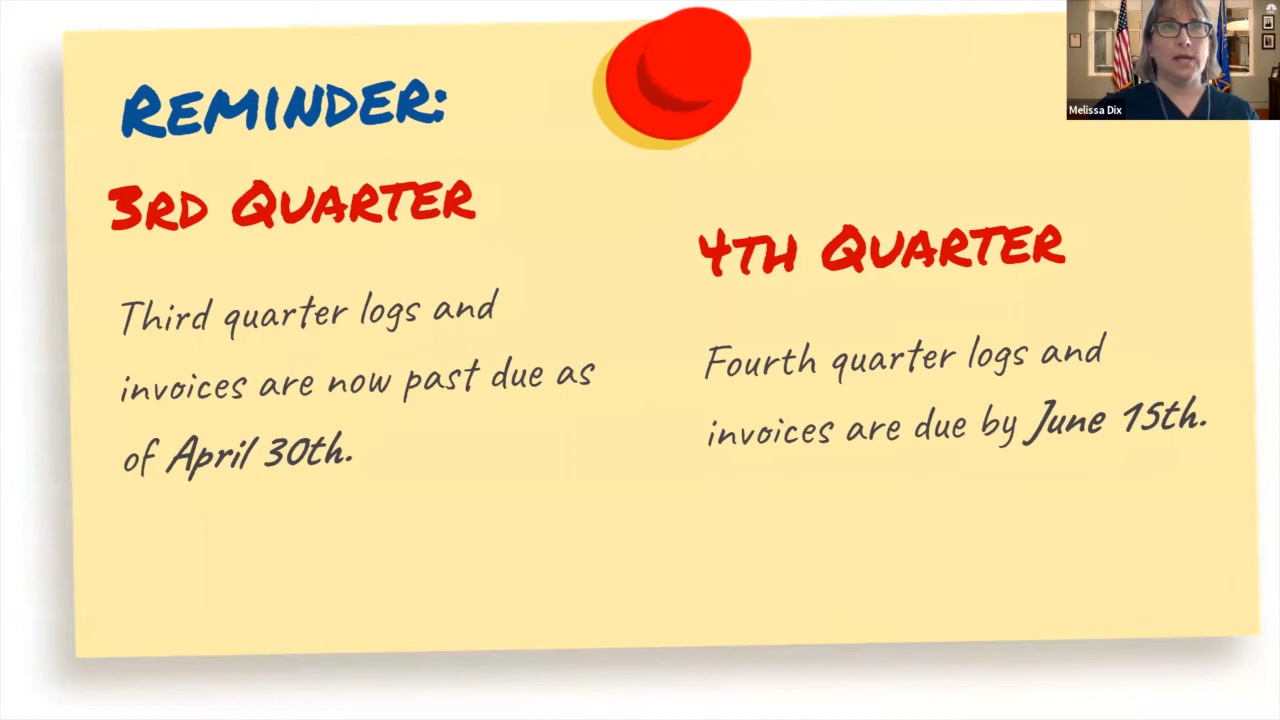 REMINDER:
3RD QUARTER
Third quarter logs and
invoices are now past due as
of April 30th.
4TH QUARTER
Fourth quarter logs and
invoices are due by June 15th.
Melissa Dix